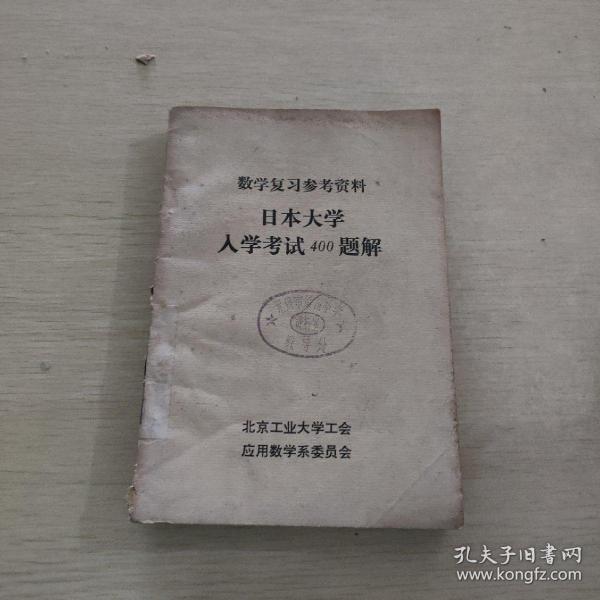 数学复习参考资料
日本大学
入学考试400题解
北京工业大学工会
应用数学系委员会
孔夫子旧书网
www.kongfz.com